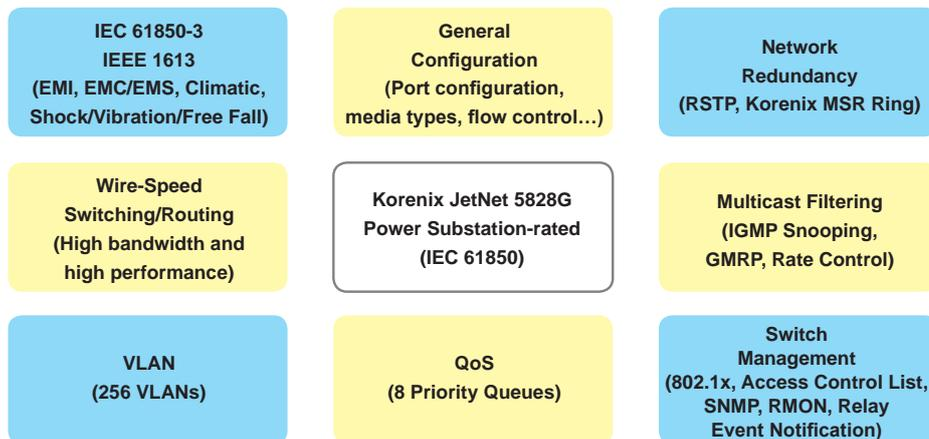 IEC 61850-3
IEEE 1613
(EMI, EMC/EMS, Climatic,
Shock/Vibration/Free Fall)
General
Configuration
(Port configuration,
media types, flow control…)
Network
Redundancy
(RSTP, Korenix MSR Ring)
Wire-Speed
Switching/Routing
(High bandwidth and
high performance)
Korenix JetNet 5828G
Power Substation-rated
(IEC 61850)
Multicast Filtering
(IGMP Snooping,
GMRP, Rate Control)
VLAN
(256 VLANs)
QoS
(8 Priority Queues)
Switch
Management
(802.1x, Access Control List,
SNMP, RMON, Relay
Event Notification)